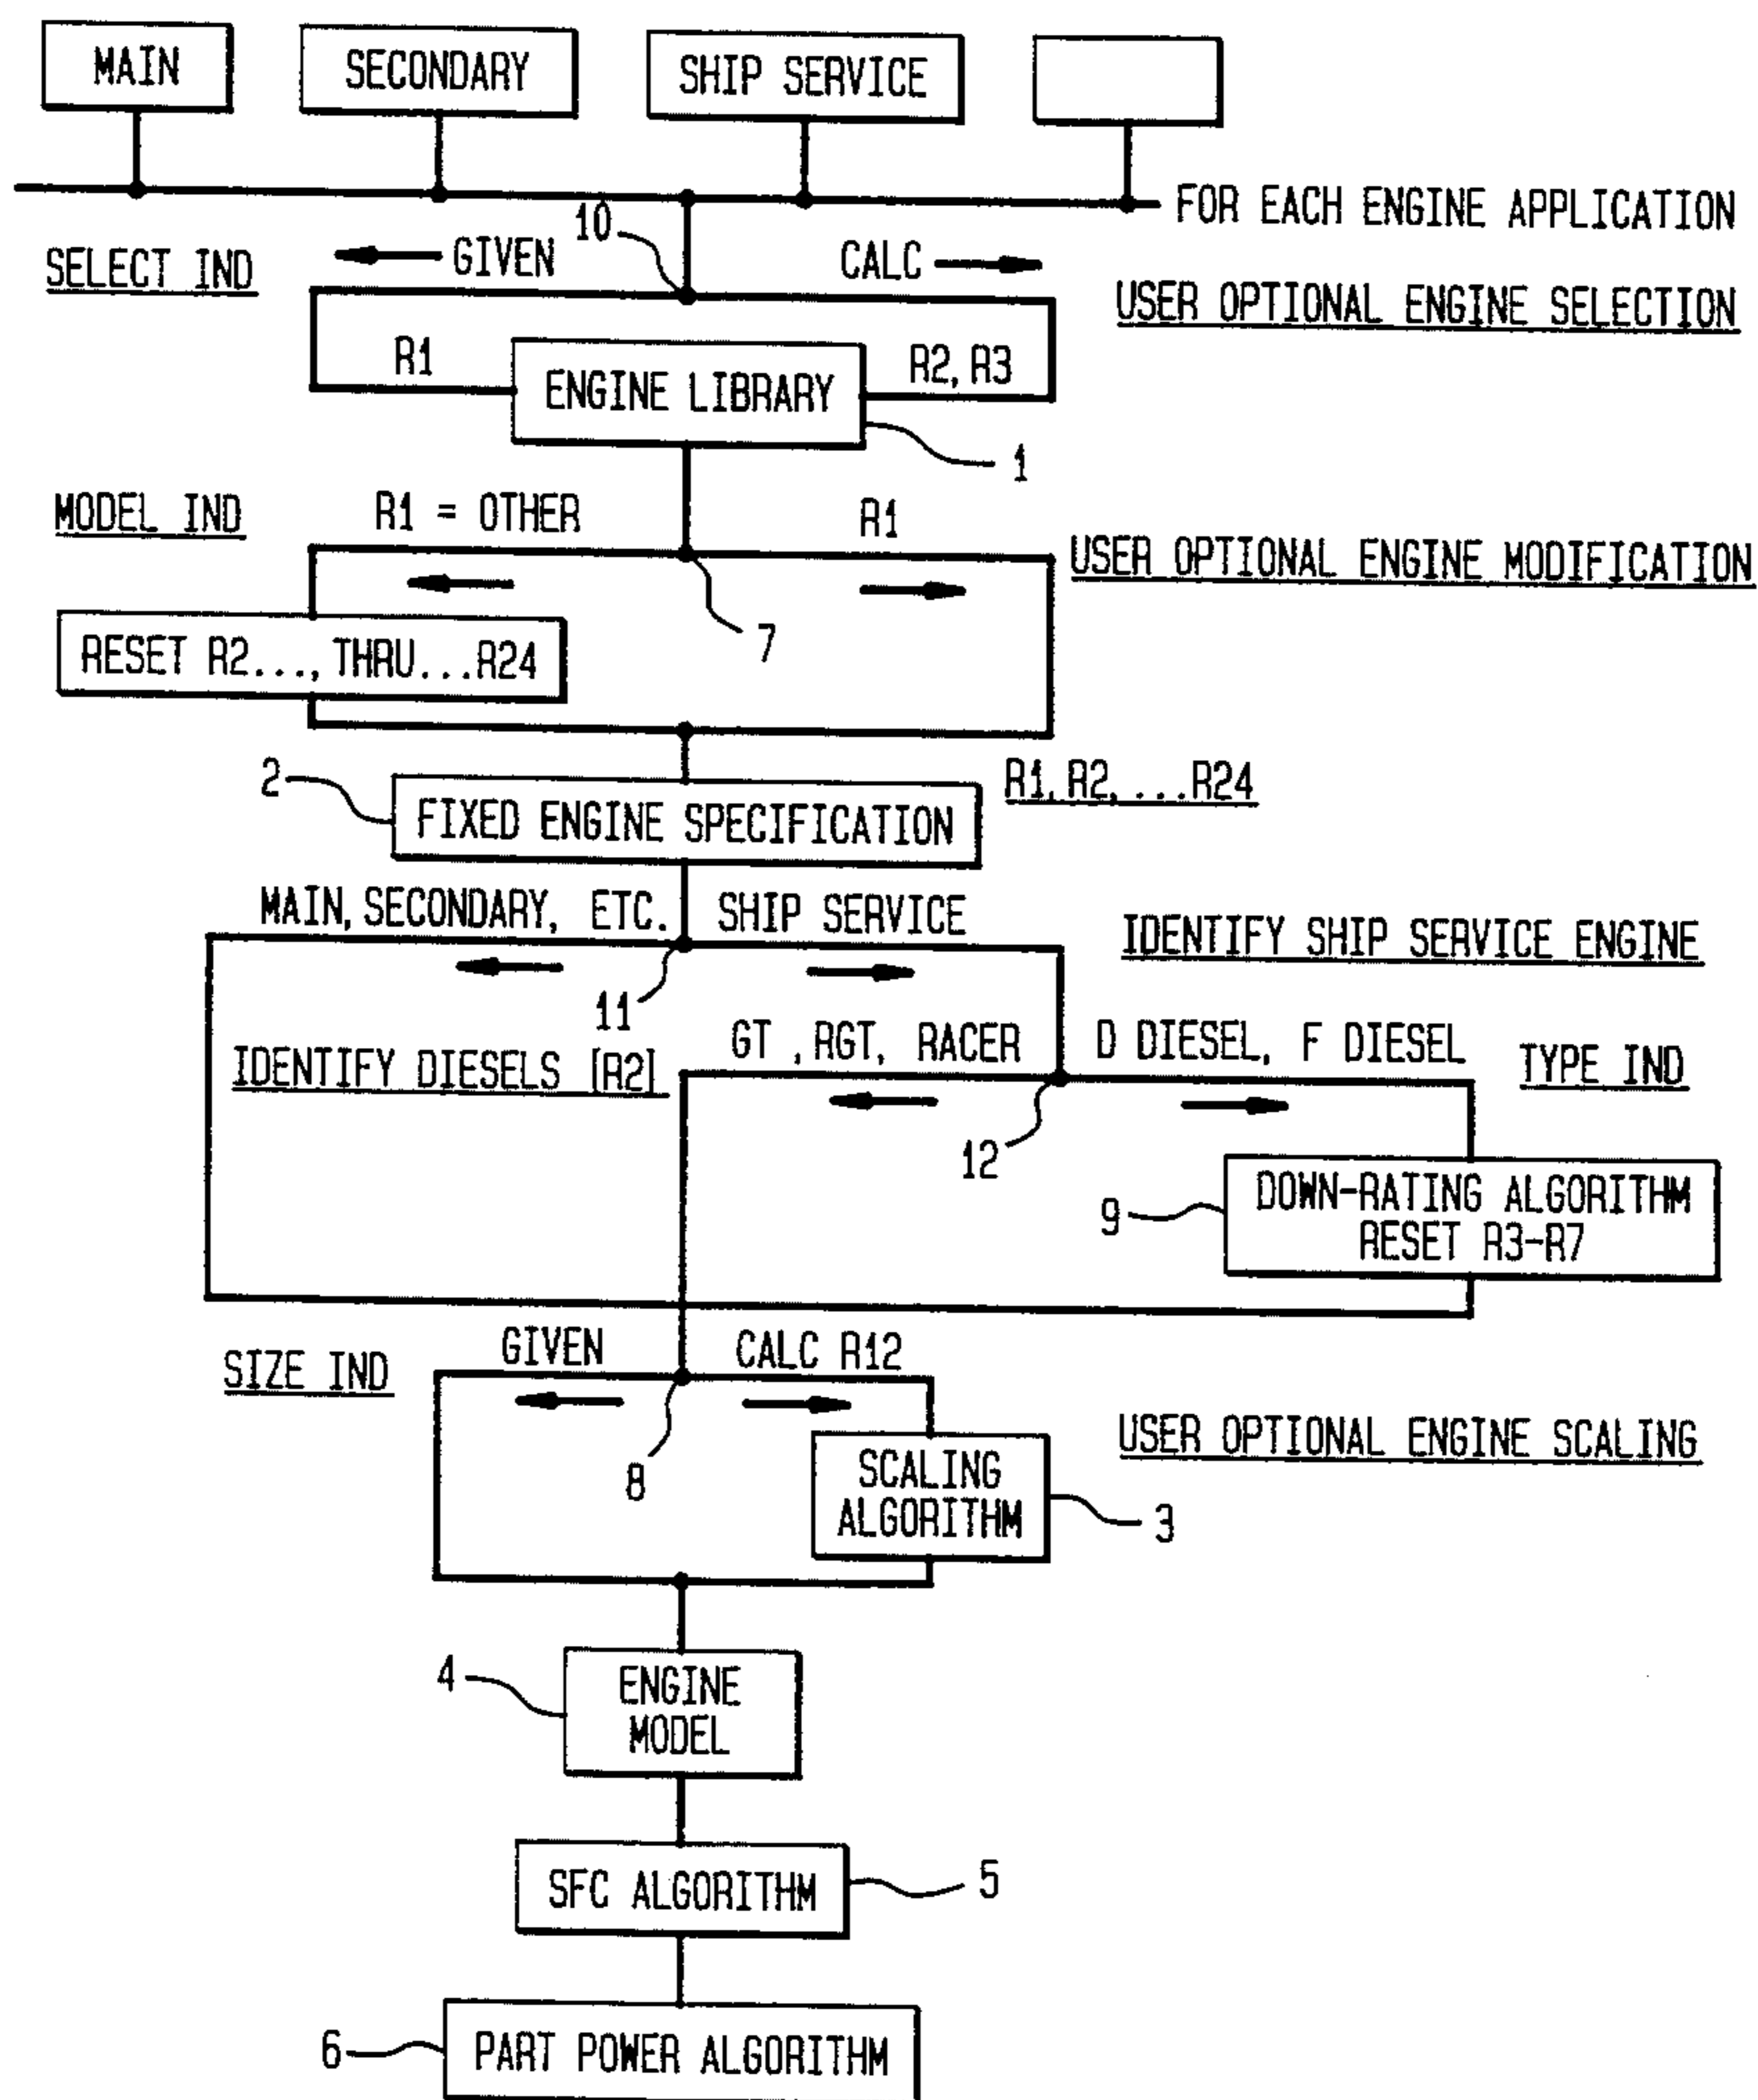 MAIN
SECONDARY
SHIP SERVICE
FOR EACH ENGINE APPLICATION
10
SELECT IND
GIVEN
CALC
USER OPTIONAL ENGINE SELECTION
R1
ENGINE LIBRARY
R2, R3
1
MODEL IND
R1 = OTHER
R1
USER OPTIONAL ENGINE MODIFICATION
7
RESET R2..., THRU...R24
2
FIXED ENGINE SPECIFICATION
R1, R2, ...R24
MAIN, SECONDARY, ETC.
SHIP SERVICE
IDENTIFY SHIP SERVICE ENGINE
11
IDENTIFY DIESELS [R2]
GT , RGT, RACER
D DIESEL, F DIESEL
TYPE IND
12
9
DOWN-RATING ALGORITHM
RESET R3-R7
SIZE IND
GIVEN
CALC R12
USER OPTIONAL ENGINE SCALING
8
SCALING
ALGORITHM
3
4
ENGINE
MODEL
SFC ALGORITHM
5
6
PART POWER ALGORITHM